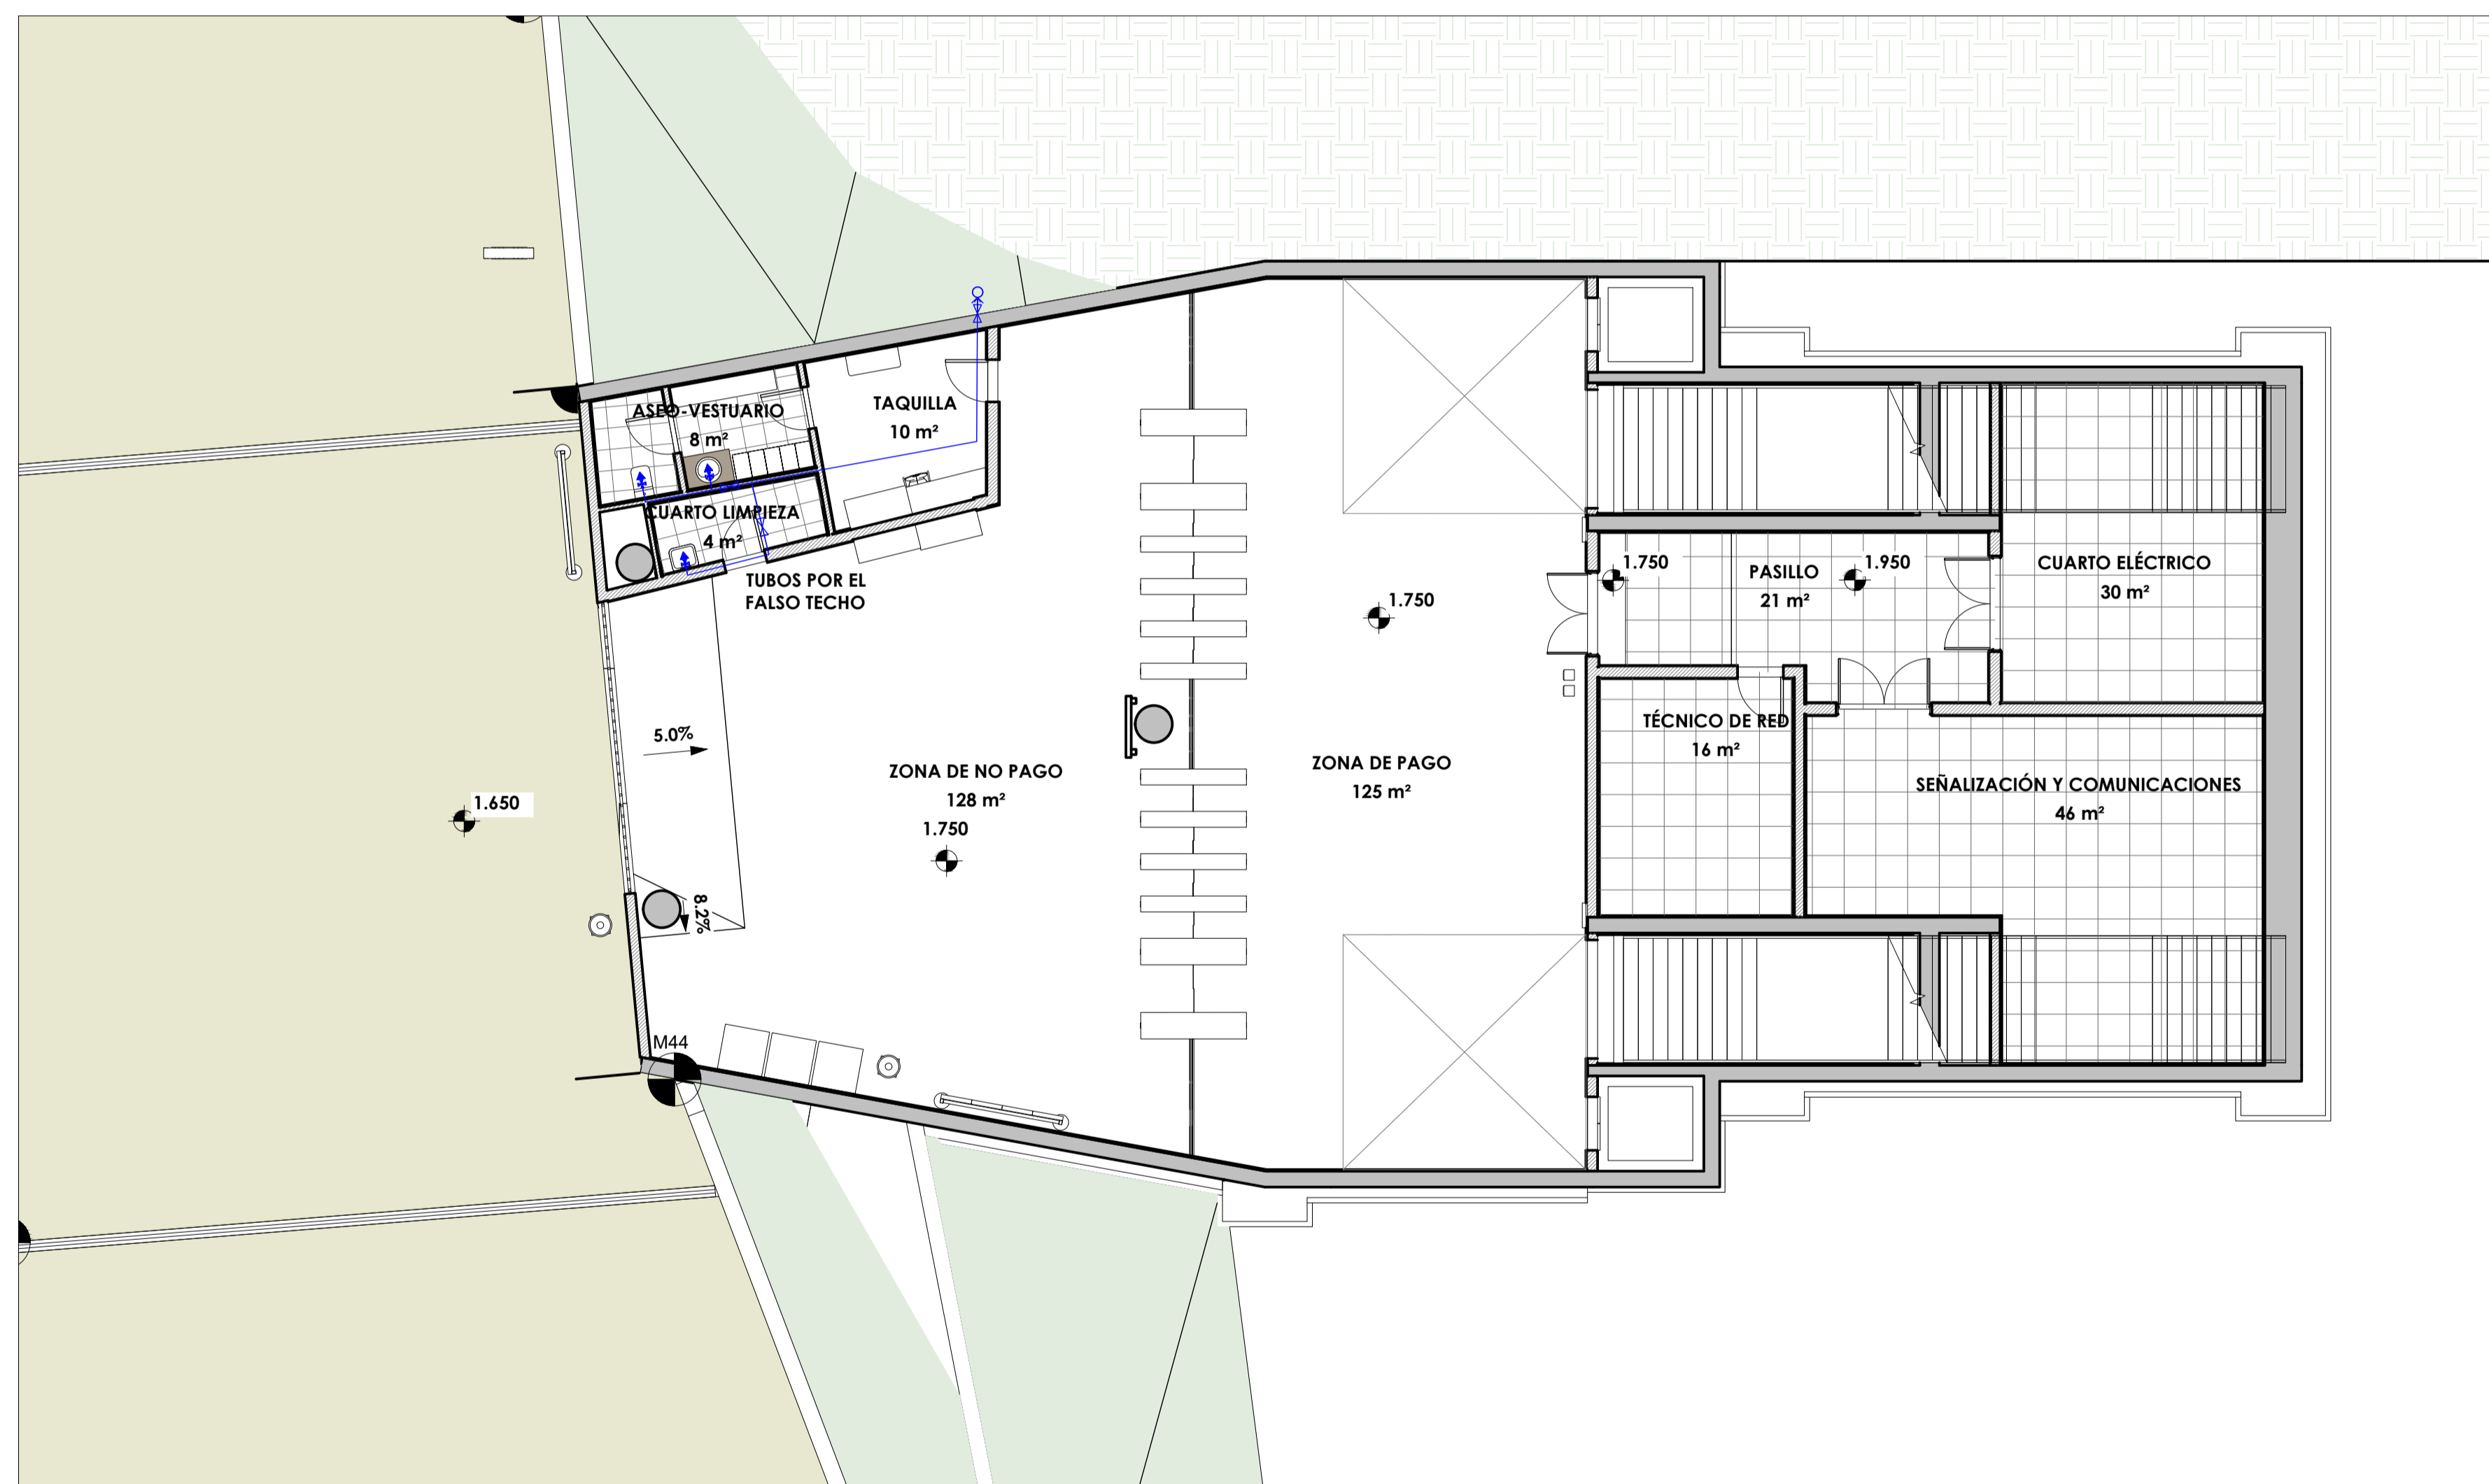 ASEO-VESTUARIO
8 m²
TAQUILLA
10 m²
CUARTO LIMPIEZA
4 m²
TUBOS POR EL
FALSO TECHO
1.750
PASILLO
21 m²
1.950
CUARTO ELÉCTRICO
30 m²
1.750
TÉCNICO DE RED
16 m²
5.0%
ZONA DE NO PAGO
128 m²
1.750
ZONA DE PAGO
125 m²
SEÑALIZACIÓN Y COMUNICACIONES
46 m²
1.650
8.2%
M44